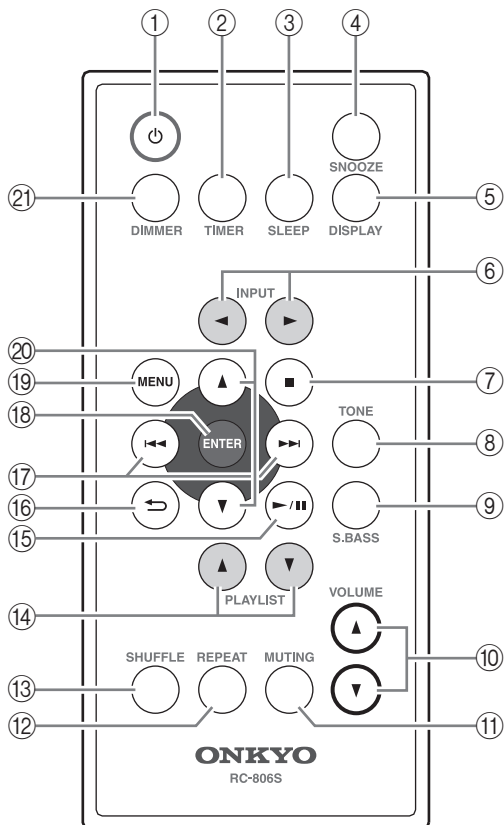 ① ② ③ ④
SNOOZE
㉑ DIMMER TIMER SLEEP DISPLAY ⑤
INPUT ⑥
⑳
⑲ MENU ⑦
⑱ ENTER TONE ⑧
⑰
⑯ ⑨
⑮ S.BASS
⑭ PLAYLIST VOLUME
⑩
SHUFFLE REPEAT MUTING
⑬ ⑫ ⑪
ONKYO
RC-806S